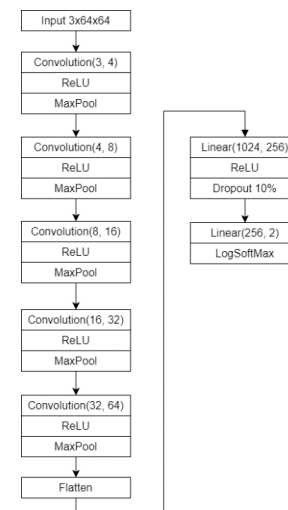 Input 3x64x64
Convolution(3, 4)
ReLU
MaxPool
Convolution(4, 8)
ReLU
MaxPool
Convolution(8, 16)
ReLU
MaxPool
Convolution(16, 32)
ReLU
MaxPool
Convolution(32, 64)
ReLU
MaxPool
Flatten
Linear(1024, 256)
ReLU
Dropout 10%
Linear(256, 2)
LogSoftMax